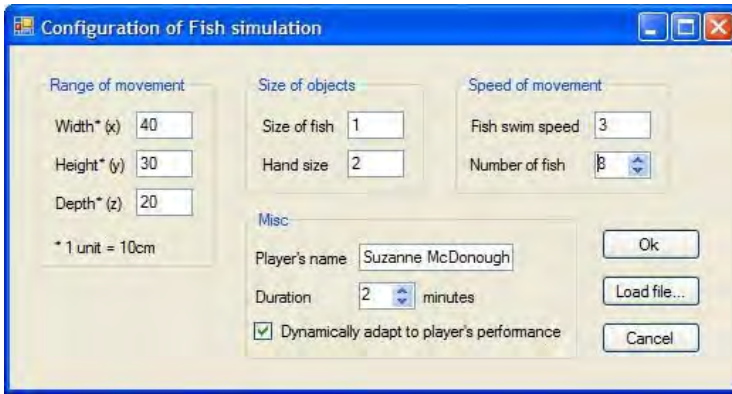 Configuration of Fish simulation
Range of movement
Width* (x) 40
Height* (y) 30
Depth* (z) 20
* 1 unit = 10cm
Size of objects
Size of fish 1
Hand size 2
Speed of movement
Fish swim speed 3
Number of fish 8
Misc
Player's name Suzanne McDonough
Duration 2 minutes
Dynamically adapt to player's performance
Ok
Load file...
Cancel